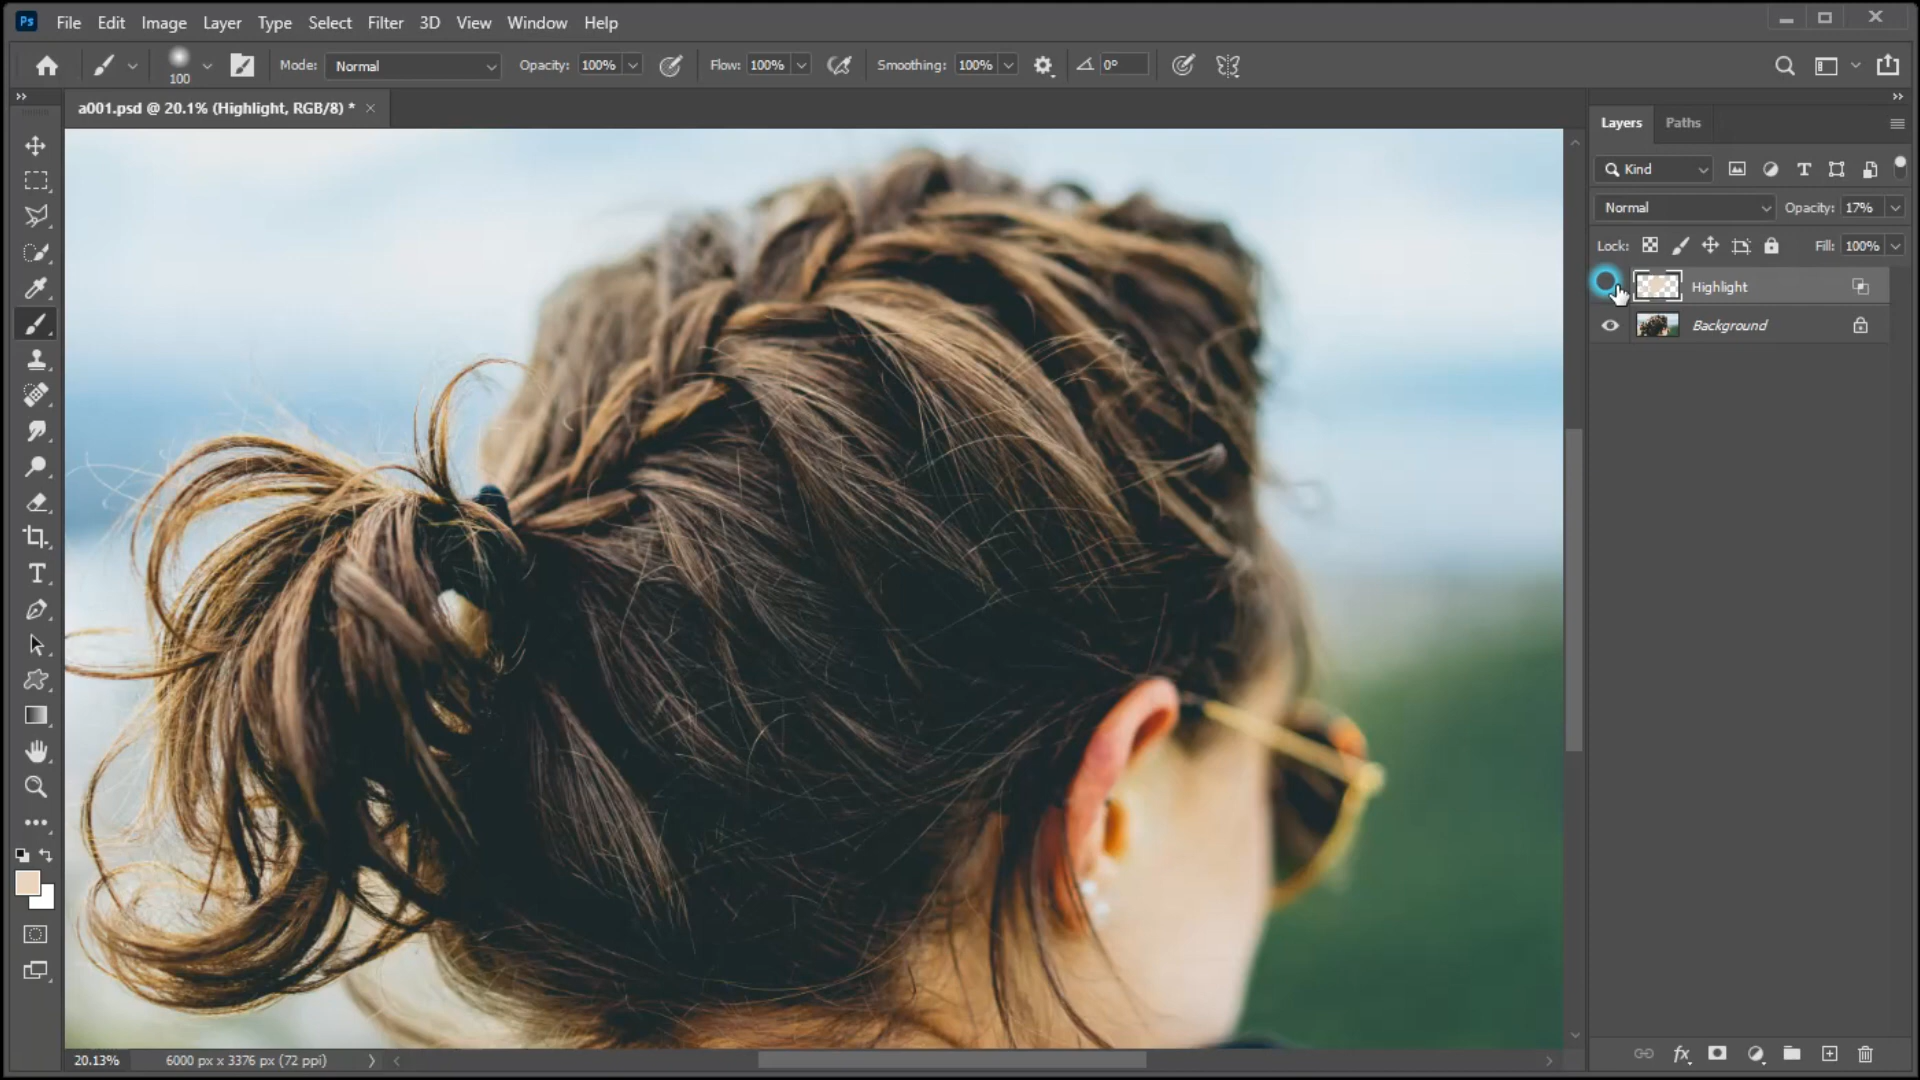 Ps File Edit Image Layer Type Select Filter 3D View Window Help
100 Mode: Normal Opacity: 100% Flow: 100% Smoothing: 100% 0°
a001.psd @ 20.1% (Highlight, RGB/8) *
Layers Paths
Kind
Normal Opacity: 17%
Lock: Fill: 100%
Highlight
Background
20.13% 6000 px x 3376 px (72 ppi)